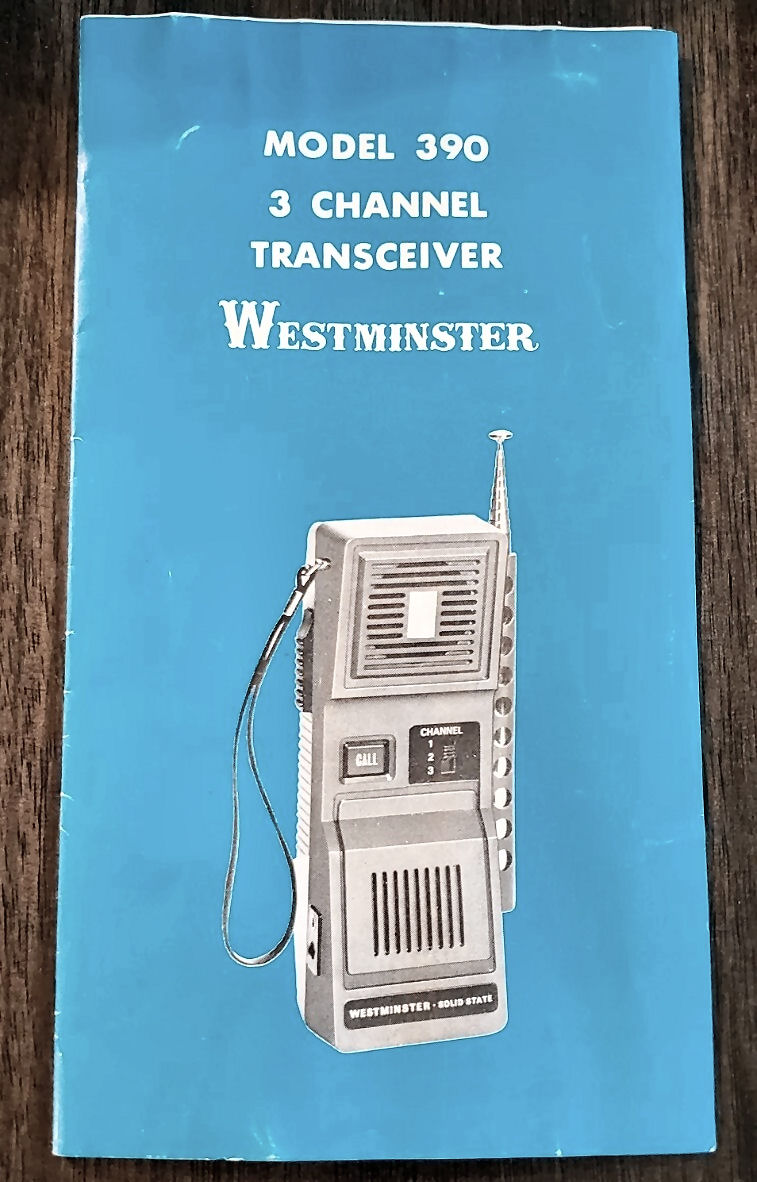 MODEL 390
3 CHANNEL
TRANSCEIVER
WESTMINSTER
CHANNEL
1
CALL
2
3
WESTMINSTER · SOLID STATE